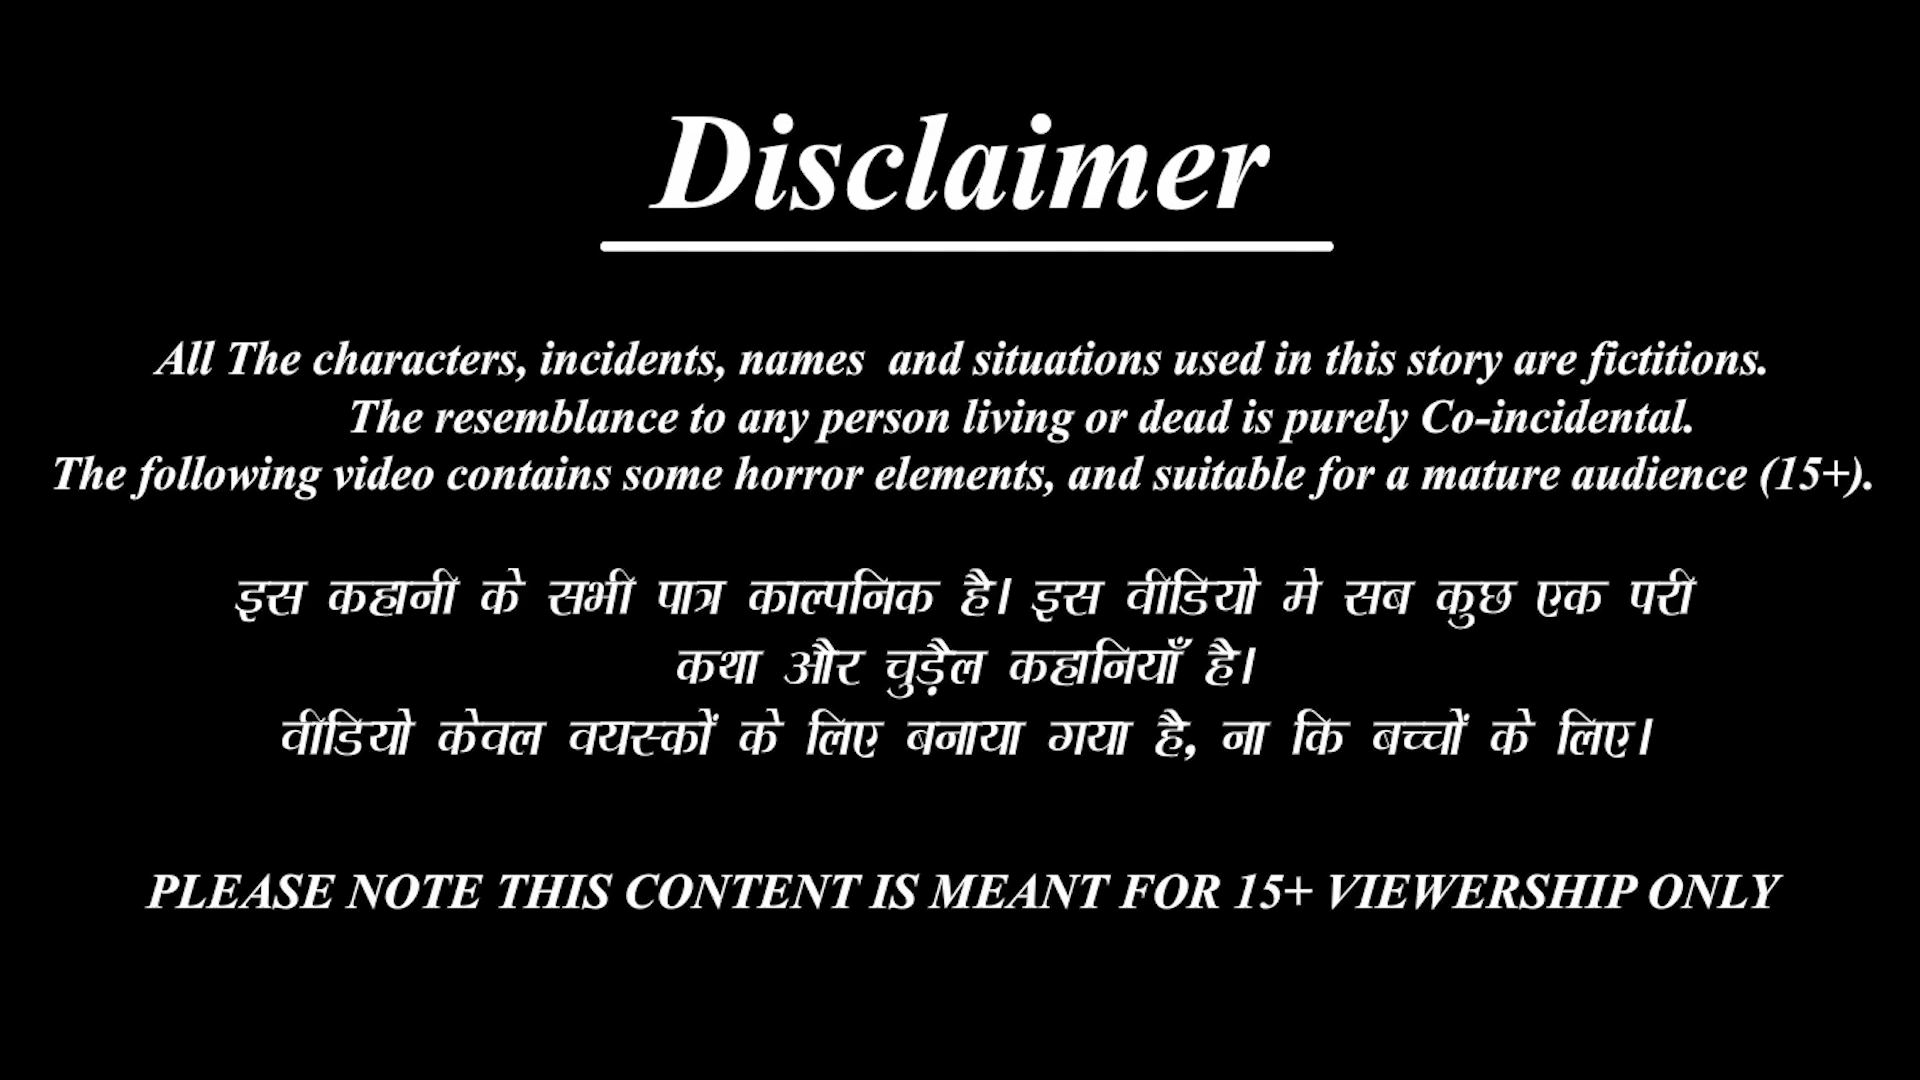 Disclaimer
All The characters, incidents, names and situations used in this story are fictitions.
The resemblance to any person living or dead is purely Co-incidental.
The following video contains some horror elements, and suitable for a mature audience (15+).
इस कहानी के सभी पात्र काल्पनिक है। इस वीडियो मे सब कुछ एक परी
कथा और चुड़ैल कहानियाँ है।
वीडियो केवल वयस्कों के लिए बनाया गया है, ना कि बच्चों के लिए।
PLEASE NOTE THIS CONTENT IS MEANT FOR 15+ VIEWERSHIP ONLY